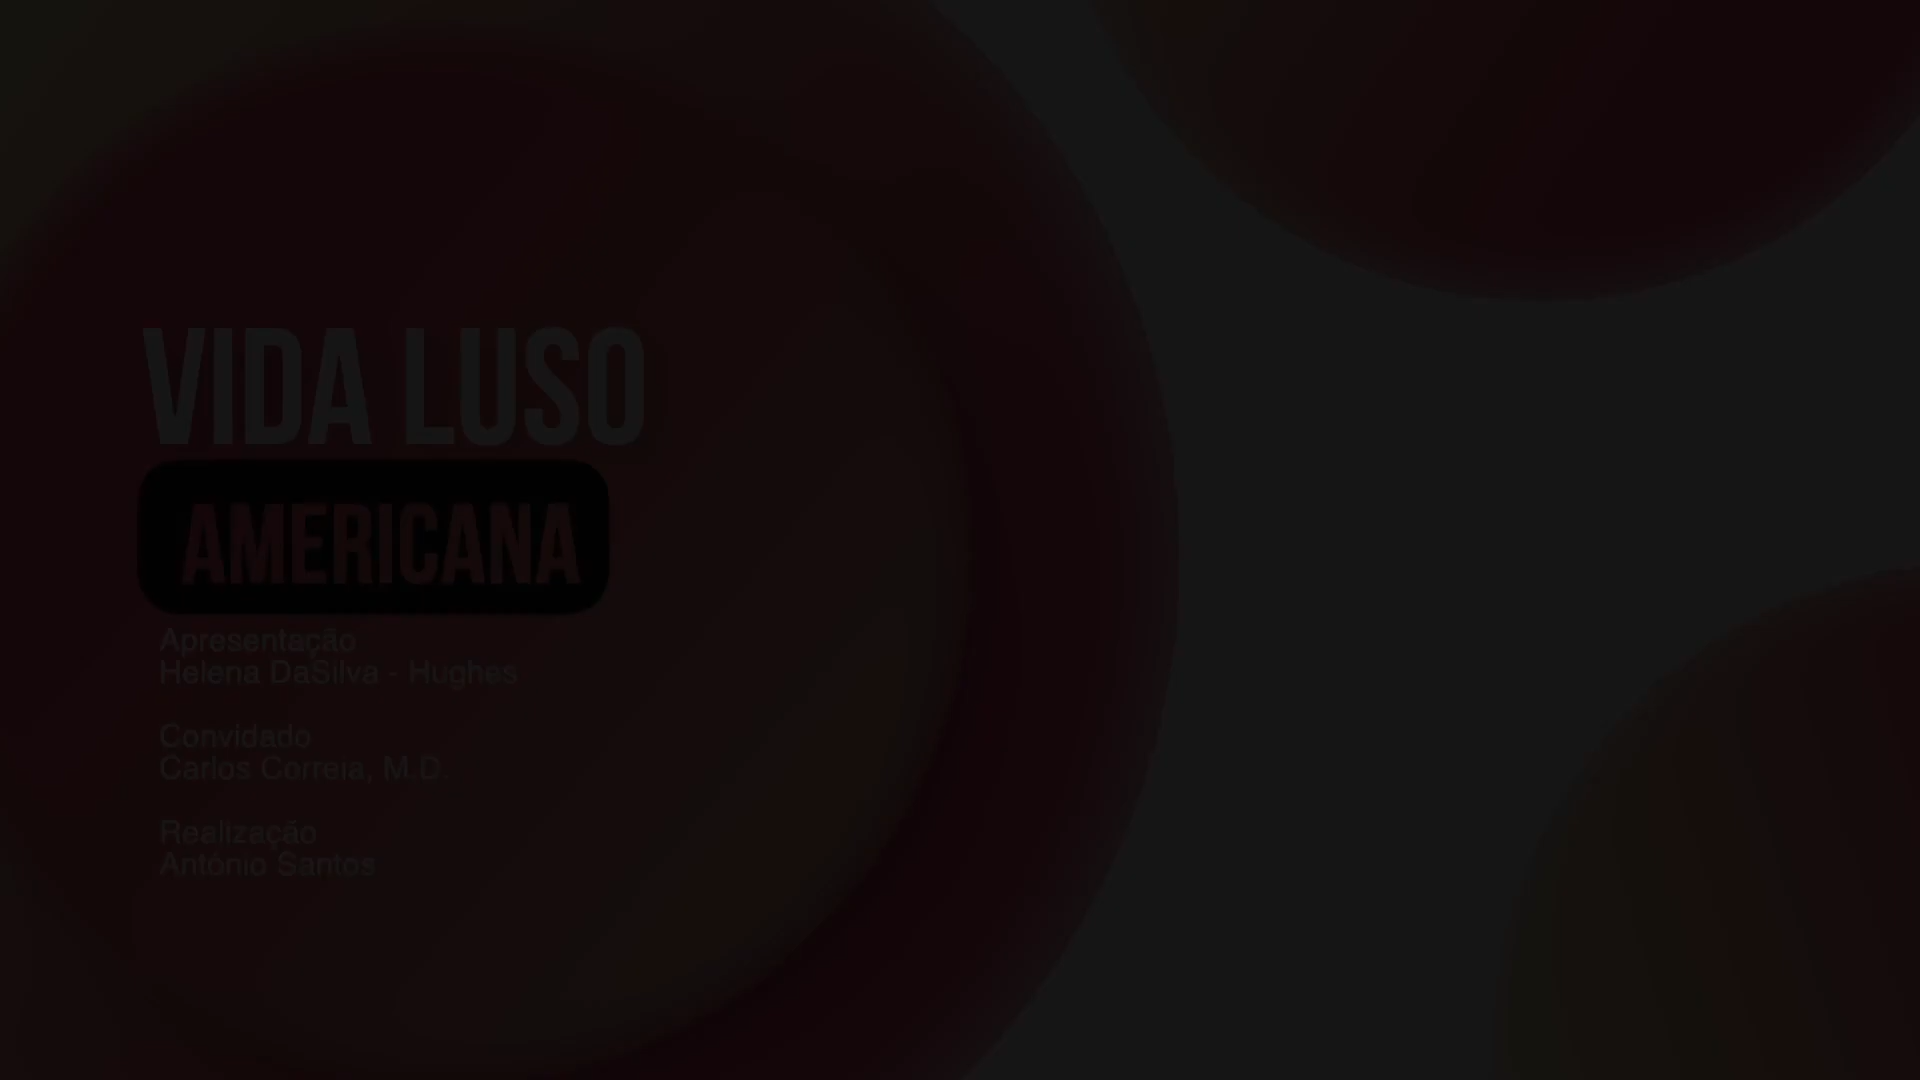 VIDA LUSO
AMERICANA
Apresentação
Helena DaSilva - Hughes
Convidado
Carlos Correia, M.D.
Realização
António Santos